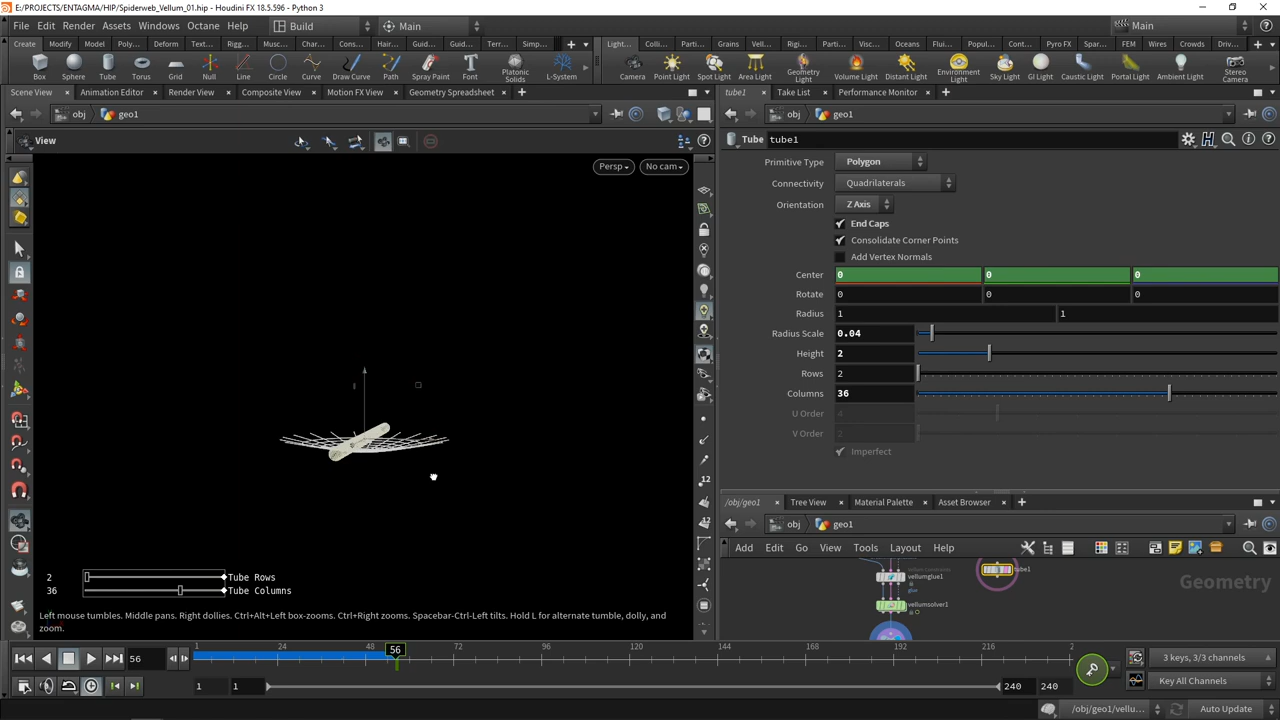 E:/PROJECTS/ENTAGMA/HIP/Spiderweb_Vellum_01.hip - Houdini FX 18.5.596 - Python 3
File Edit Render Assets Windows Octane Help Build Main Main
Create Modify Model Poly... Deform Text... Rigg... Musc... Char... Cons... Hair... Guid... Guid... Terr... Simp... Light... Colli... Parti... Grains Vell... Rigi... Parti... Visc... Oceans Flui... Popul... Cont... Pyro FX Spar... FEM Wires Crowds Driv...
Box Sphere Tube Torus Grid Null Line Circle Curve Draw Curve Path Spray Paint Font Platonic Solids L-System Camera Point Light Spot Light Area Light Geometry Light Volume Light Distant Light Environment Light Sky Light GI Light Caustic Light Portal Light Ambient Light Stereo Camera
Scene View Animation Editor Render View Composite View Motion FX View Geometry Spreadsheet tube1 Take List Performance Monitor
obj geo1 obj geo1
View Tube tube1
Persp No cam
Primitive Type Polygon
Connectivity Quadrilaterals
Orientation Z Axis
End Caps
Consolidate Corner Points
Add Vertex Normals
Center 0 0 0
Rotate 0 0 0
Radius 1 1
Radius Scale 0.04
Height 2
Rows 2
Columns 36
U Order 4
V Order
Imperfect
/obj/geo1 Tree View Material Palette Asset Browser
obj geo1
Add Edit Go View Tools Layout Help
Vellum Constraints
vellumglue1
glue
tube1
Geometry
vellumsolver1
2 Tube Rows
36 Tube Columns
Left mouse tumbles. Middle pans. Right dollies. Ctrl+Alt+Left box-zooms. Ctrl+Right zooms. Spacebar-Ctrl-Left tilts. Hold L for alternate tumble, dolly, and
zoom.
56 1 24 56 72 96 120 144 168 192 216 2
3 keys, 3/3 channels
1 1 240 240 Key All Channels
/obj/geo1/vellu... Auto Update